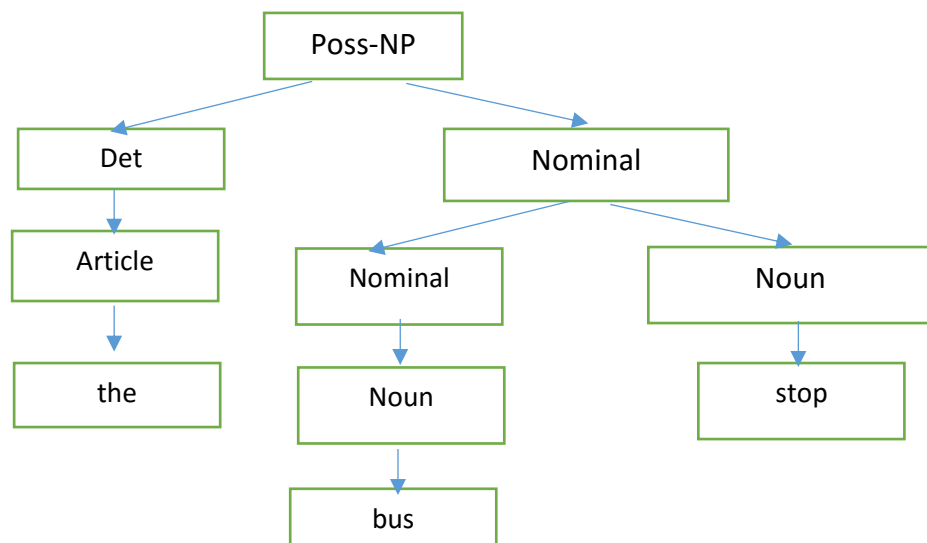 Poss-NP
Det
Nominal
Article
Nominal
Noun
the
Noun
stop
bus